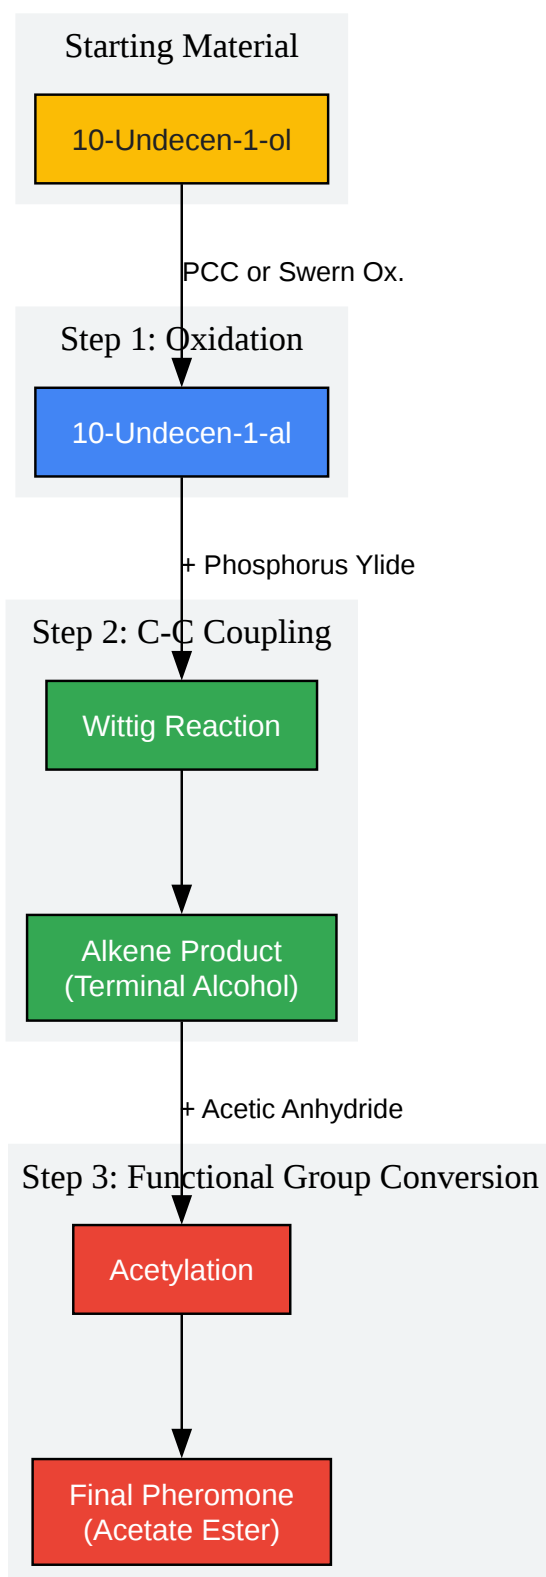 Starting Material
10-Undecen-1-ol
PCC or Swern Ox.
Step 1: Oxidation
10-Undecen-1-al
+ Phosphorus Ylide
Step 2: C-C Coupling
Wittig Reaction
Alkene Product
(Terminal Alcohol)
+ Acetic Anhydride
Step 3: Functional Group Conversion
Acetylation
Final Pheromone
(Acetate Ester)